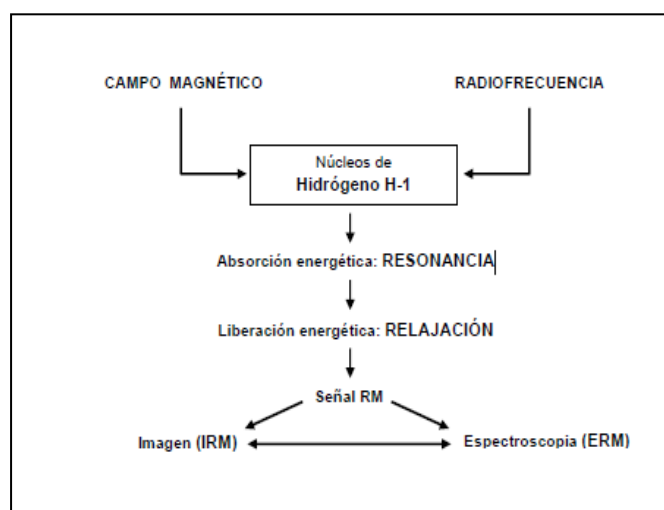 CAMPO MAGNÉTICO
RADIOFRECUENCIA
Núcleos de
Hidrógeno H-1
Absorción energética: RESONANCIA
Liberación energética: RELAJACIÓN
Señal RM
Imagen (IRM)
Espectroscopia (ERM)